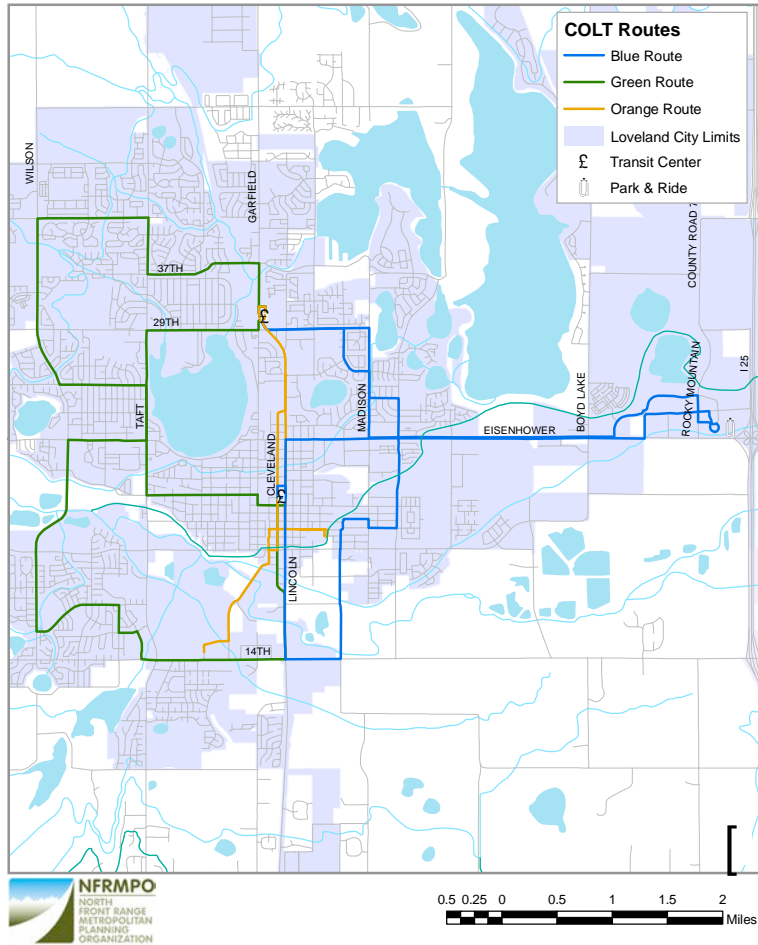 COLT Routes
Blue Route
Green Route
Orange Route
Loveland City Limits
£ Transit Center
Park & Ride
WILSON
GARFIELD
COUNTY ROAD 7
37TH
29TH
£
I 25
ROCKY MOUNTAIN
BOYD LAKE
MADISON
TAFT
EISENHOWER
CLEVELAND
£
LINCOLN
14TH
[
NFRMPO
NORTH
FRONT RANGE
METROPOLITAN
PLANNING
ORGANIZATION
0.5 0.25 0 0.5 1 1.5 2
Miles